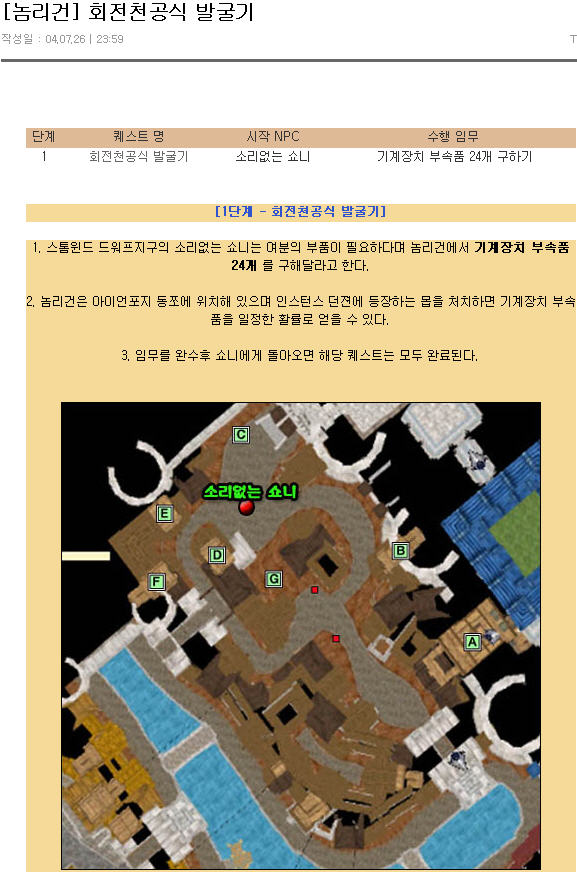 [놈리건] 회전천공식 발굴기
작성일 : 04.07.26 | 23:59
T
단계 퀘스트 명 시작 NPC 수행 임무
1 회전천공식 발굴기 소리없는 쇼니 기계장치 부속품 24개 구하기
[1단계 - 회전천공식 발굴기]
1. 스톰윈드 드워프지구의 소리없는 쇼니는 여분의 부품이 필요하다며 놈리건에서 기계장치 부속품
24개 를 구해달라고 한다.
2. 놈리건은 아이언포지 동쪼에 위치해 있으며 인스턴스 던젼에 등장하는 몹을 처치하면 기계장치 부속
품을 일정한 활률로 얻을 수 있다.
3. 임무를 완수후 쇼니에게 돌아오면 해당 퀘스트는 모두 완료된다.
C
소리없는 쇼니
E
D
B
F
G
A